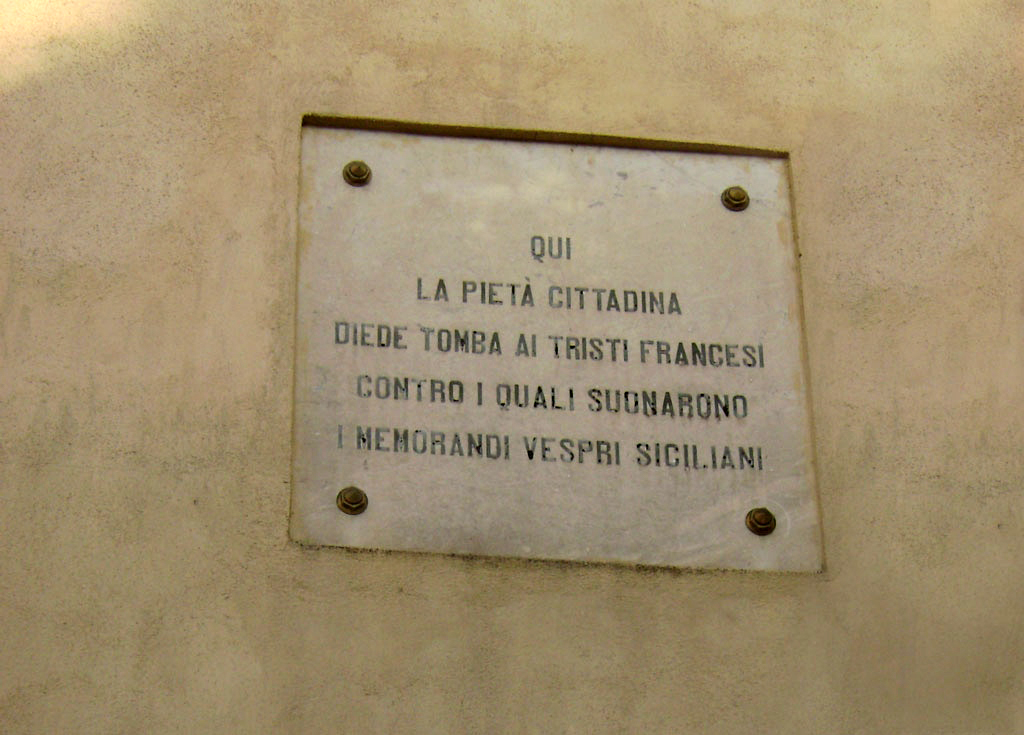 QUI
LA PIETÀ CITTADINA
DIEDE TOMBA AI TRISTI FRANCESI
CONTRO I QUALI SUONARONO
I MEMORANDI VESPRI SICILIANI